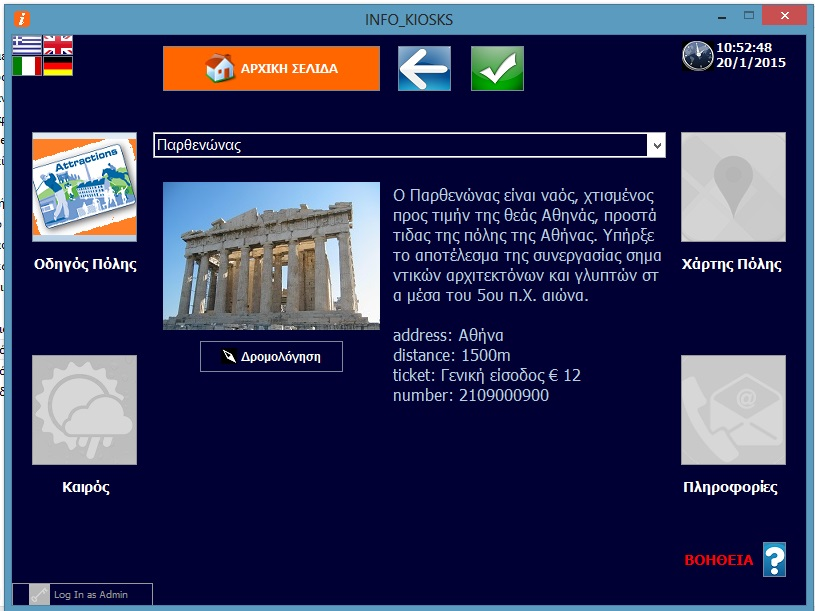 INFO_KIOSKS
ΑΡΧΙΚΗ ΣΕΛΙΔΑ
10:52:48
20/1/2015
Παρθενώνας
Attractions
Οδηγός Πόλης
Ο Παρθενώνας είναι ναός, χτισμένος
προς τιμήν της θεάς Αθηνάς, προστά
τιδας της πόλης της Αθήνας. Υπήρξε
το αποτέλεσμα της συνεργασίας σημα
ντικών αρχιτεκτόνων και γλυπτών στ
α μέσα του 5ου π.Χ. αιώνα.
address: Αθήνα
distance: 1500m
ticket: Γενική είσοδος € 12
number: 2109000900
Χάρτης Πόλης
Δρομολόγηση
Καιρός
@
Πληροφορίες
ΒΟΗΘΕΙΑ ?
Log In as Admin